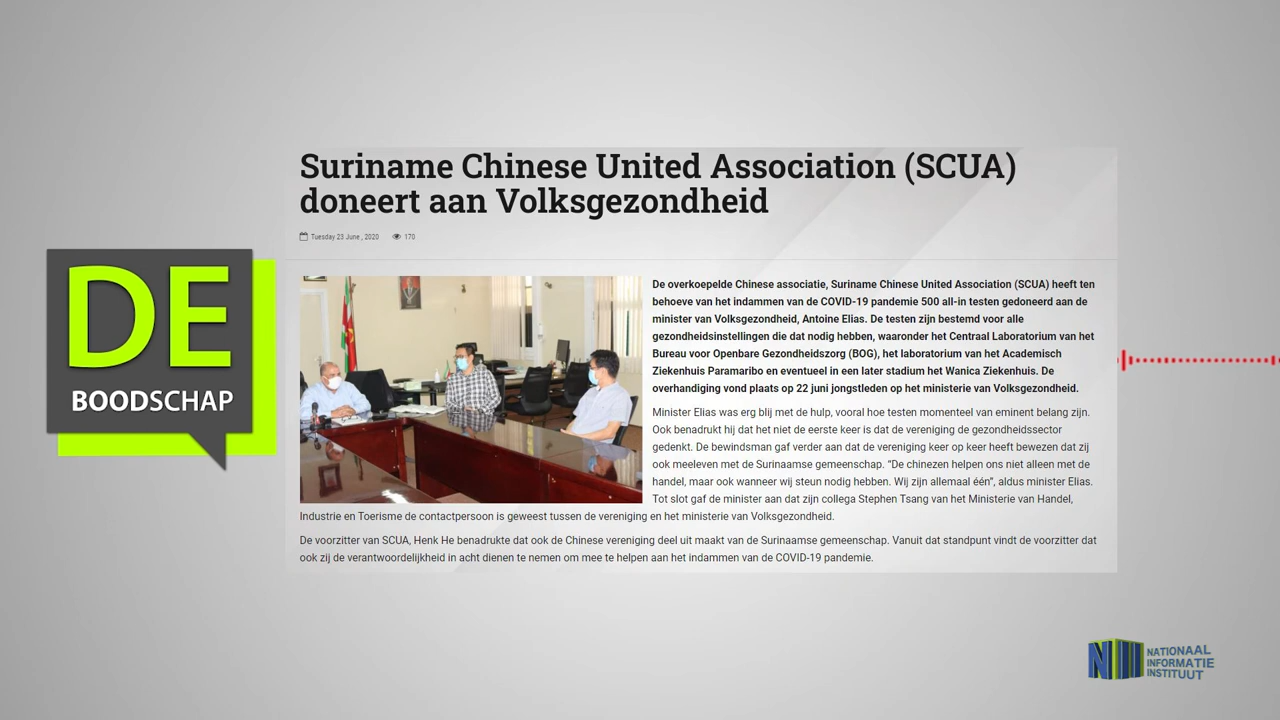 Suriname Chinese United Association (SCUA)
doneert aan Volksgezondheid
Tuesday 23 June , 2020 170
DE
BOODSCHAP
De overkoepelde Chinese associatie, Suriname Chinese United Association (SCUA) heeft ten
behoeve van het indammen van de COVID-19 pandemie 500 all-in testen gedoneerd aan de
minister van Volksgezondheid, Antoine Elias. De testen zijn bestemd voor alle
gezondheidsinstellingen die dat nodig hebben, waaronder het Centraal Laboratorium van het
Bureau voor Openbare Gezondheidszorg (BOG), het laboratorium van het Academisch
Ziekenhuis Paramaribo en eventueel in een later stadium het Wanica Ziekenhuis. De
overhandiging vond plaats op 22 juni jongstleden op het ministerie van Volksgezondheid.
Minister Elias was erg blij met de hulp, vooral hoe testen momenteel van eminent belang zijn.
Ook benadrukt hij dat het niet de eerste keer is dat de vereniging de gezondheidssector
gedenkt. De bewindsman gaf verder aan dat de vereniging keer op keer heeft bewezen dat zij
ook meeleven met de Surinaamse gemeenschap. “De chinezen helpen ons niet alleen met de
handel, maar ook wanneer wij steun nodig hebben. Wij zijn allemaal één”, aldus minister Elias.
Tot slot gaf de minister aan dat zijn collega Stephen Tsang van het Ministerie van Handel,
Industrie en Toerisme de contactpersoon is geweest tussen de vereniging en het ministerie van Volksgezondheid.
De voorzitter van SCUA, Henk He benadrukte dat ook de Chinese vereniging deel uit maakt van de Surinaamse gemeenschap. Vanuit dat standpunt vindt de voorzitter dat
ook zij de verantwoordelijkheid in acht dienen te nemen om mee te helpen aan het indammen van de COVID-19 pandemie.
NII NATIONAAL
INFORMATIE
INSTITUUT